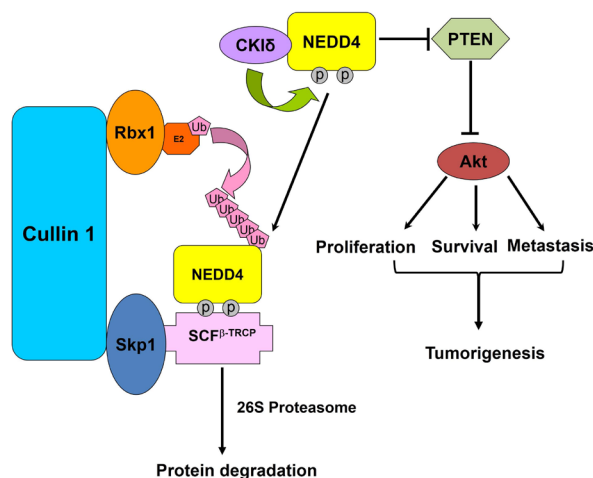 CKIδ
NEDD4
PTEN
p p
Rbx1
E2
Ub
Akt
Ub
Ub
Ub
Ub
Ub
Cullin 1
Proliferation Survival Metastasis
NEDD4
p p
Skp1
SCFβ-TRCP
Tumorigenesis
26S Proteasome
Protein degradation